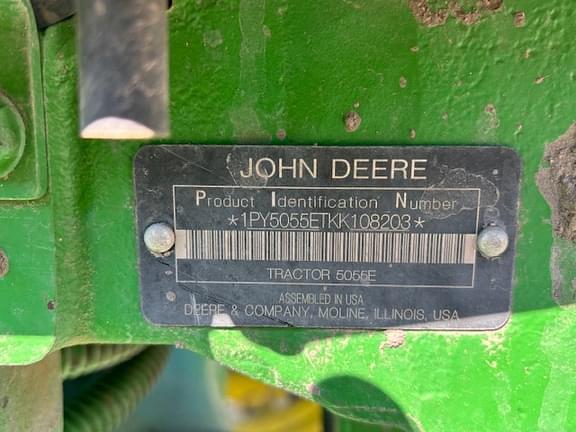 JOHN DEERE
Product Identification Number
*1PY5055ETKK108203*
TRACTOR 5055E
ASSEMBLED IN USA
DEERE & COMPANY, MOLINE, ILLINOIS, USA